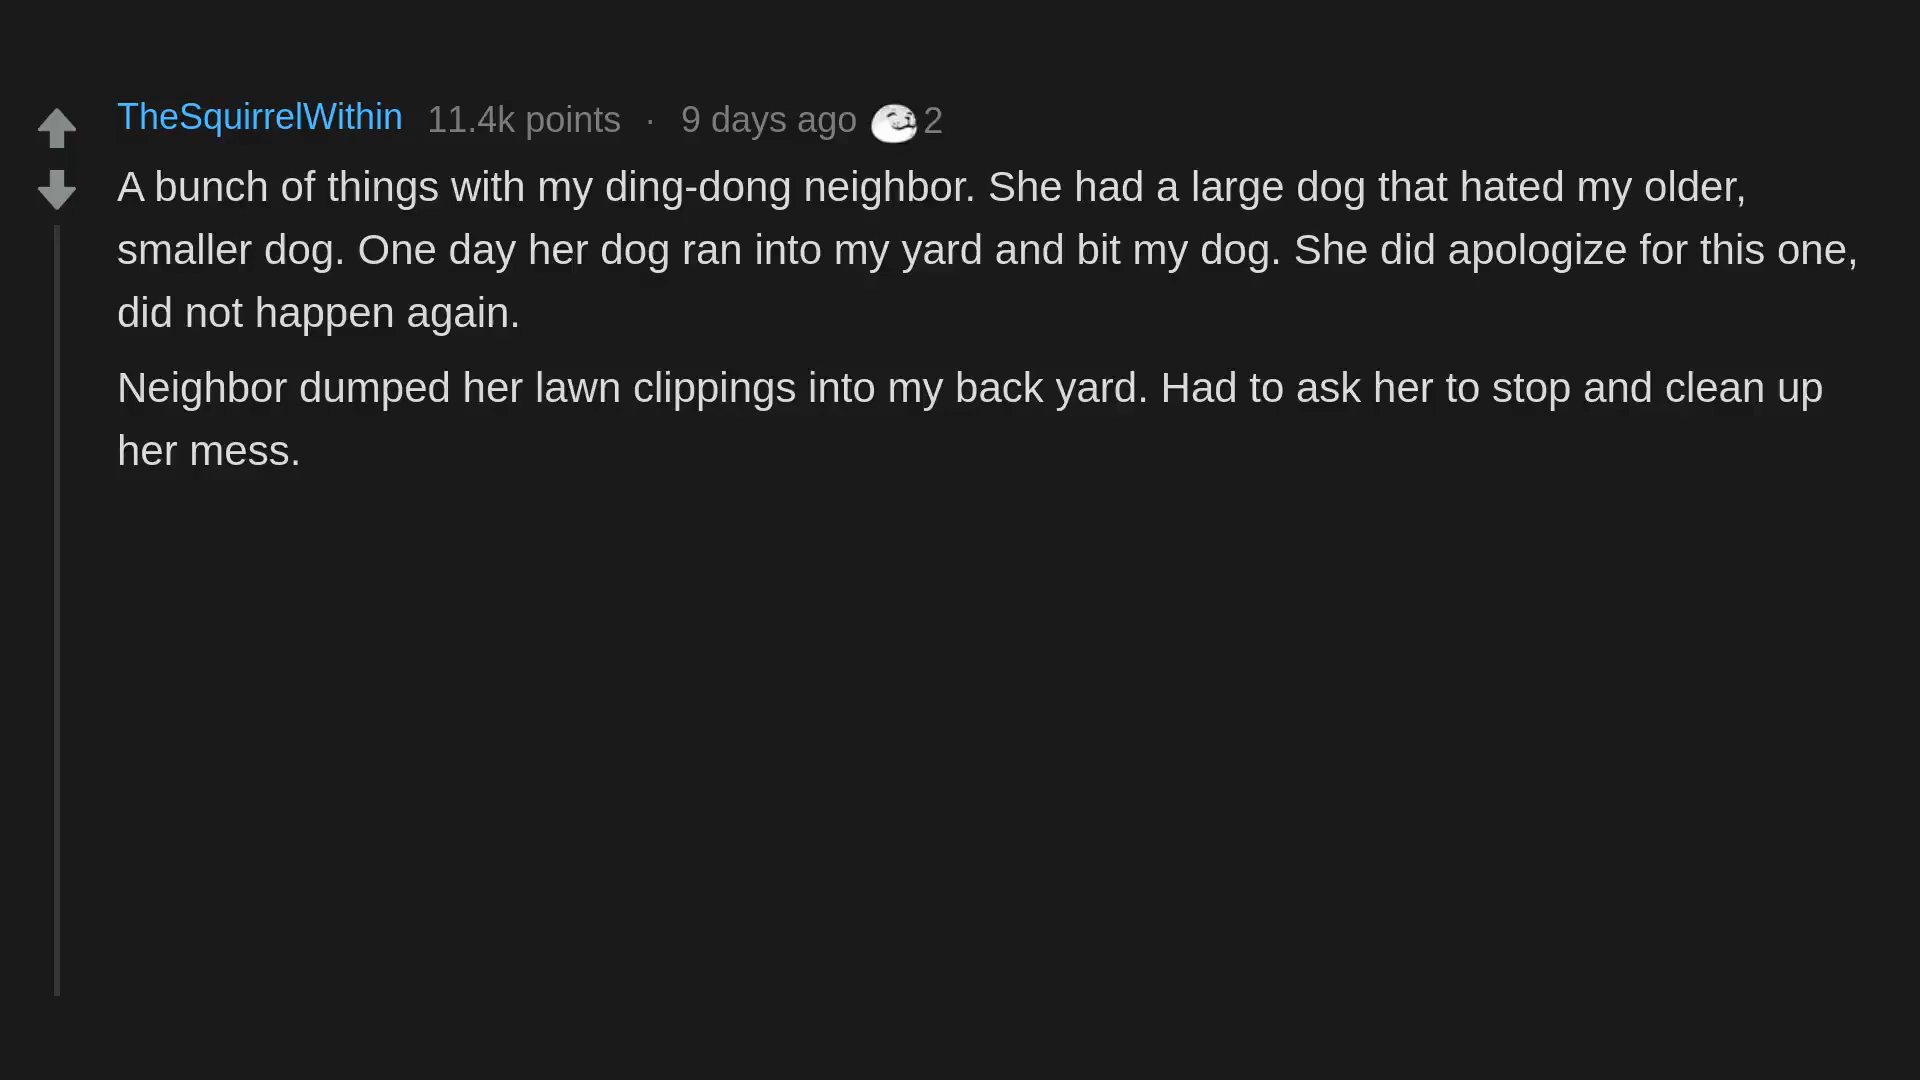 TheSquirrelWithin 11.4k points · 9 days ago 2
A bunch of things with my ding-dong neighbor. She had a large dog that hated my older,
smaller dog. One day her dog ran into my yard and bit my dog. She did apologize for this one,
did not happen again.
Neighbor dumped her lawn clippings into my back yard. Had to ask her to stop and clean up
her mess.